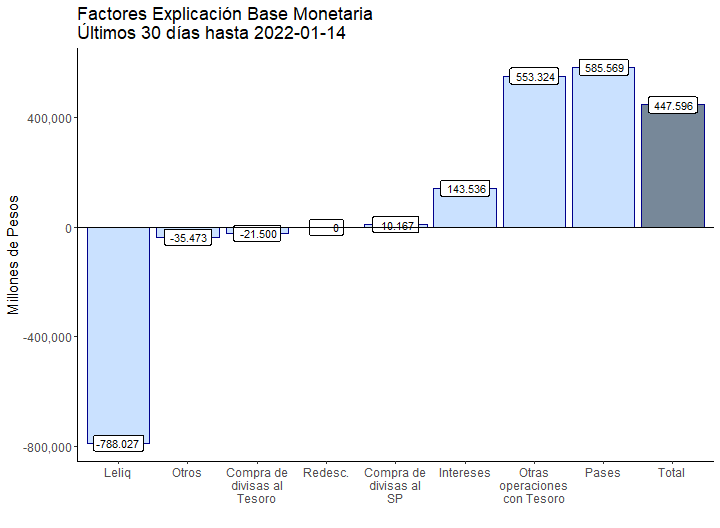 Factores Explicación Base Monetaria
Últimos 30 días hasta 2022-01-14
Millones de Pesos
400,000
0
-400,000
-800,000
-788.027
-35.473
-21.500
0
10.167
143.536
553.324
585.569
447.596
Leliq
Otros
Compra de
divisas al
Tesoro
Redesc.
Compra de
divisas al
SP
Intereses
Otras
operaciones
con Tesoro
Pases
Total